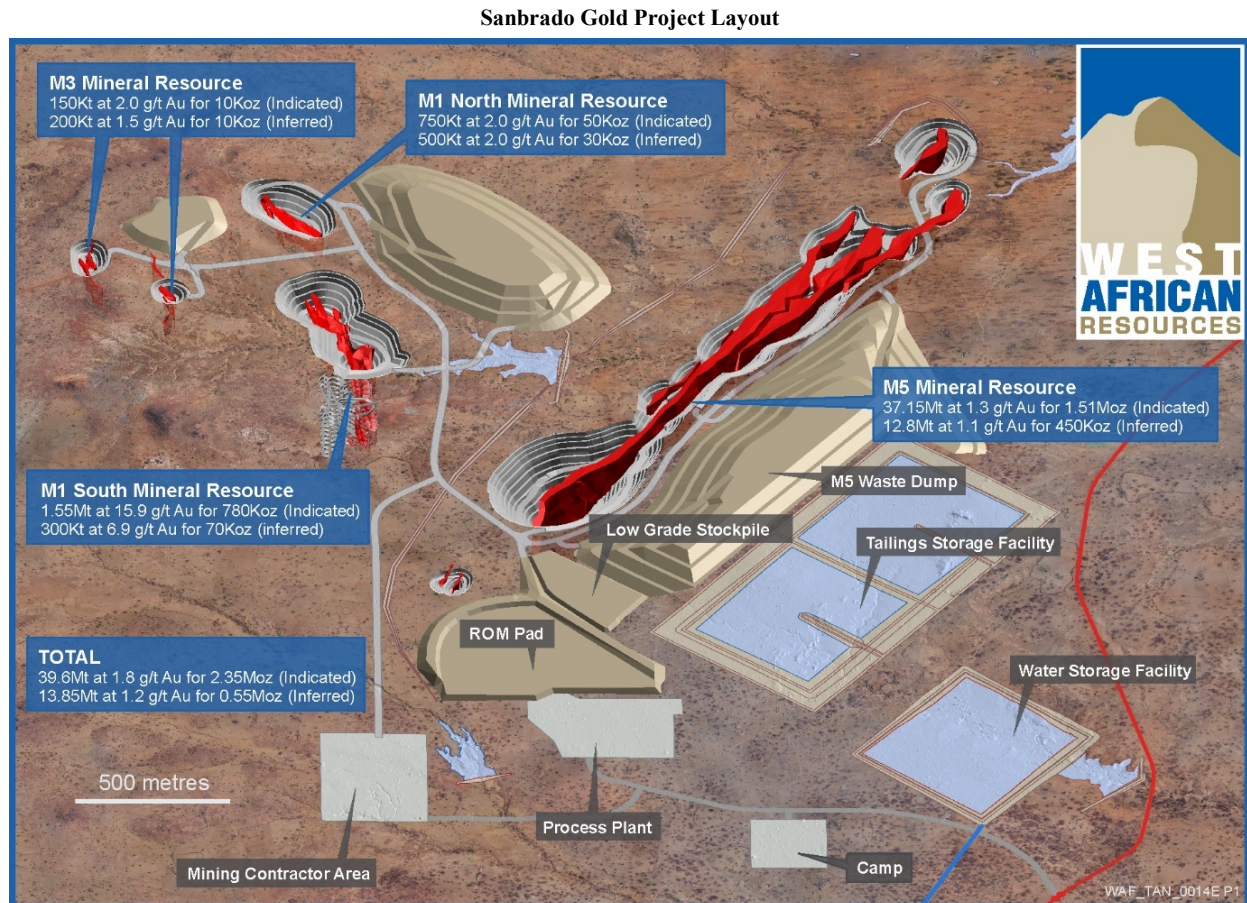 Sanbrado Gold Project Layout
M3 Mineral Resource
150Kt at 2.0 g/t Au for 10Koz (Indicated)
200Kt at 1.5 g/t Au for 10Koz (Inferred)
M1 North Mineral Resource
750Kt at 2.0 g/t Au for 50Koz (Indicated)
500Kt at 2.0 g/t Au for 30Koz (Inferred)
WEST
AFRICAN
RESOURCES
M5 Mineral Resource
37.15Mt at 1.3 g/t Au for 1.51Moz (Indicated)
12.8Mt at 1.1 g/t Au for 450Koz (Inferred)
M1 South Mineral Resource
1.55Mt at 15.9 g/t Au for 780Koz (Indicated)
300Kt at 6.9 g/t Au for 70Koz (inferred)
M5 Waste Dump
Low Grade Stockpile
Tailings Storage Facility
ROM Pad
TOTAL
39.6Mt at 1.8 g/t Au for 2.35Moz (Indicated)
13.85Mt at 1.2 g/t Au for 0.55Moz (Inferred)
Water Storage Facility
500 metres
Process Plant
Mining Contractor Area
Camp
WAF_TAN_0014E P1